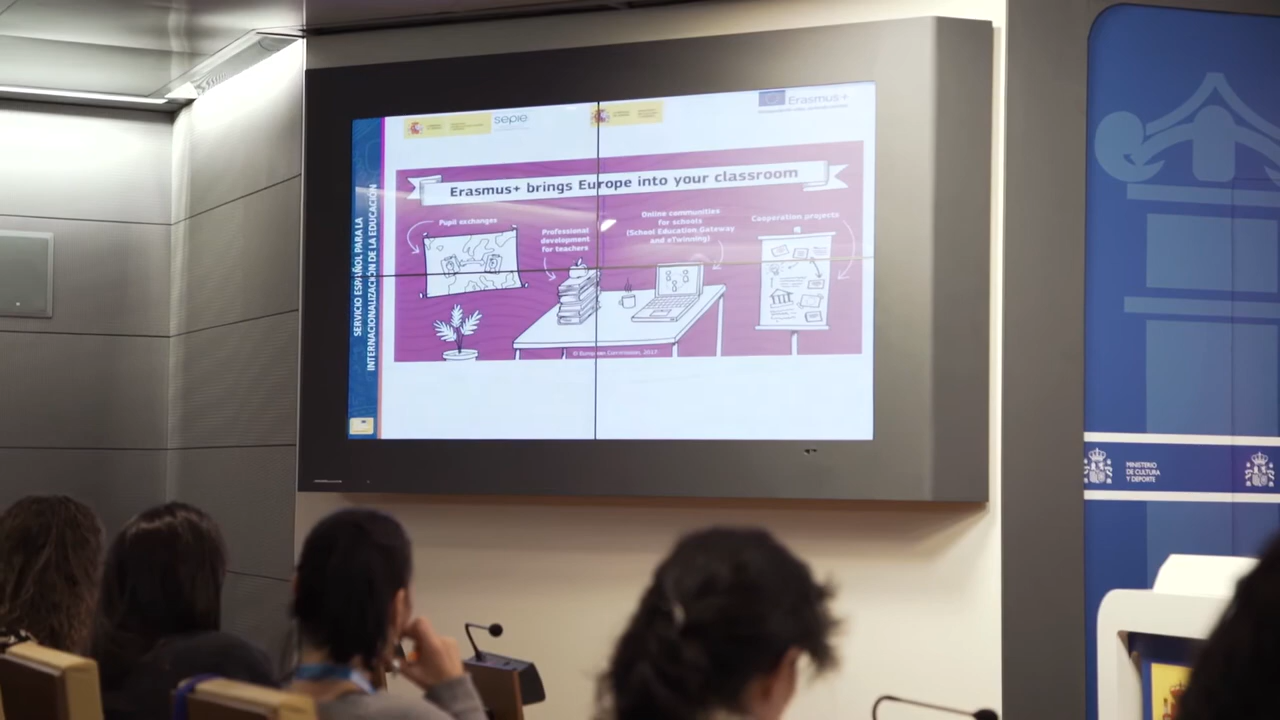 sepie
Erasmus+
SERVICIO ESPAÑOL PARA LA
INTERNACIONALIZACIÓN DE LA EDUCACIÓN
Erasmus+ brings Europe into your classroom
Pupil exchanges
Professional
development
for teachers
Online communities
for schools
(School Education Gateway
and eTwinning)
Cooperation projects
© European Commission, 2017
MINISTERIO
DE CULTURA
Y DEPORTE